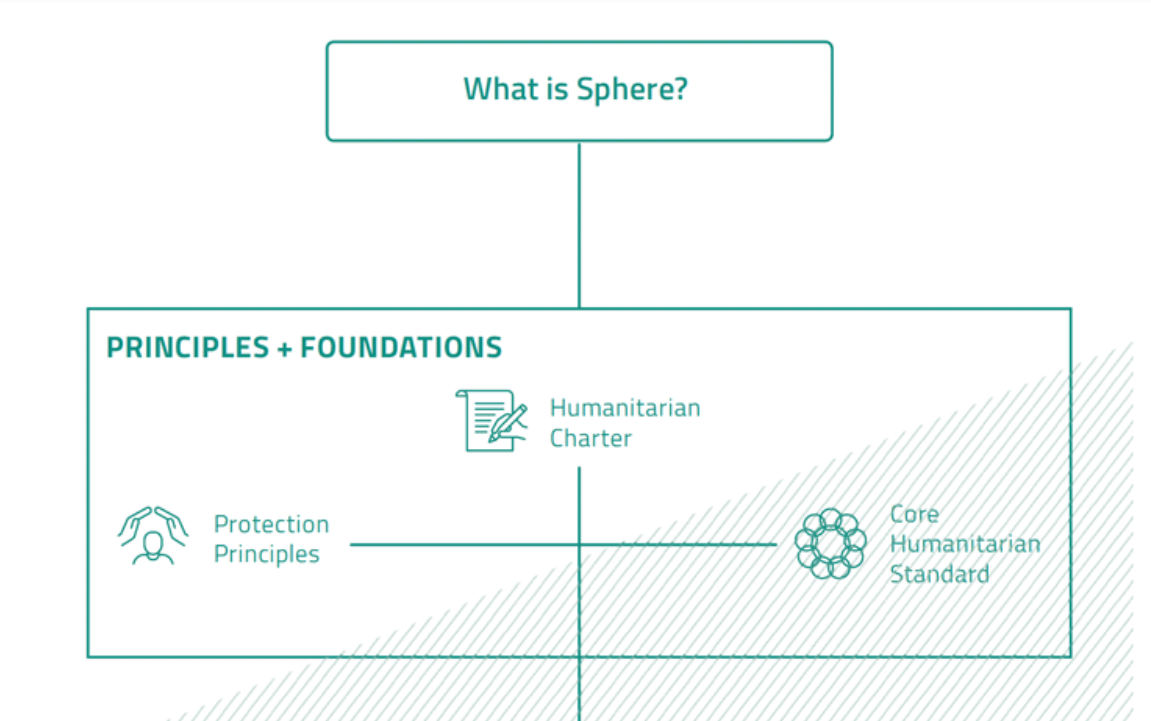 What is Sphere?
PRINCIPLES + FOUNDATIONS
Humanitarian
Charter
Protection
Principles
Core
Humanitarian
Standard